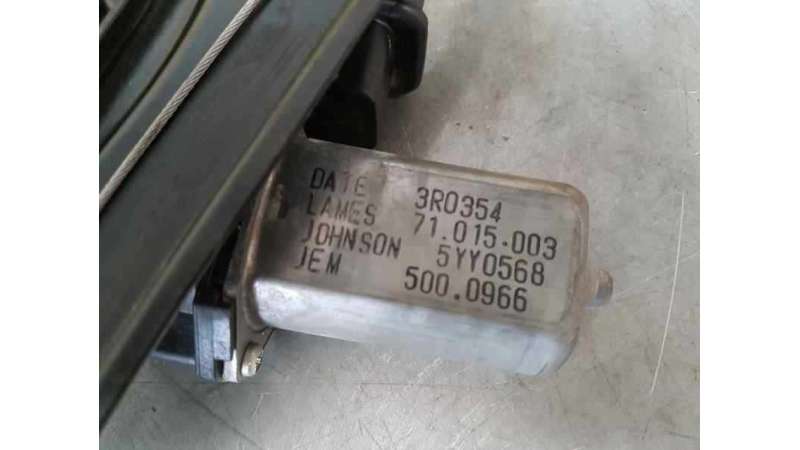 DATE 3R0354
LAMES 71.015.003
JOHNSON 5YY0568
JEM 500.0966